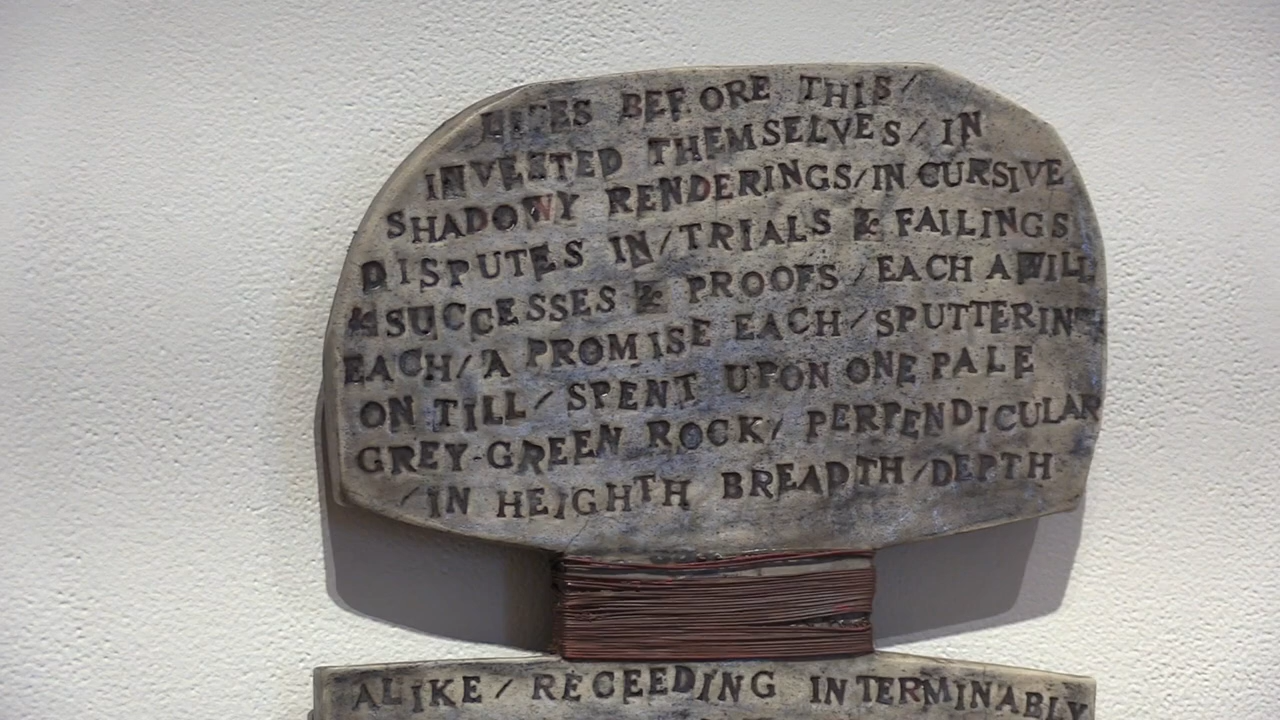 BEFORE THIS/
INVESTED THEMSELVES/ IN
SHADOWY RENDERINGS/IN CURSIVE
DISPUTES IN/TRIALS & FAILINGS
& SUCCESSES & PROOFS/EACH A WILL
EACH/A PROMISE EACH/SPUTTERING
ON TILL/SPENT UPON ONE PALE
GREY-GREEN ROCK/ PERPENDICULAR
/IN HEIGHTH BREADTH/DEPTH
ALIKE/RECEEDING INTERMINABLY